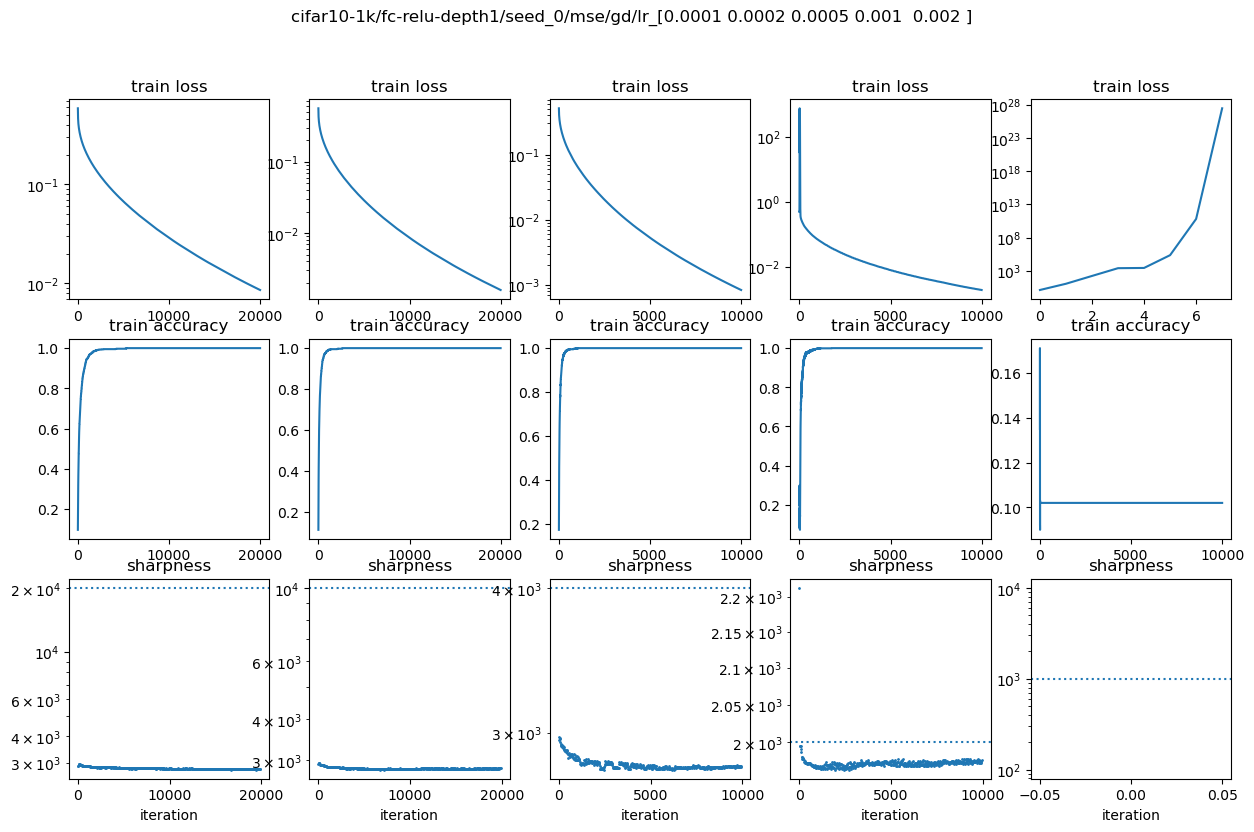 cifar10-1k/fc-relu-depth1/seed_0/mse/gd/lr_[0.0001 0.0002 0.0005 0.001  0.002 ]
train loss train loss train loss train loss train loss
10^-1 10^-2 0 10000 20000
10^-1 10^-2 0 10000 20000
10^-1 10^-2 10^-3 0 5000 10000
10^2 10^0 10^-2 0 5000 10000
10^28 10^23 10^18 10^13 10^8 10^3 0 2 4 6
train accuracy train accuracy train accuracy train accuracy train accuracy
1.0 0.8 0.6 0.4 0.2 0 10000 20000
1.0 0.8 0.6 0.4 0.2 0 10000 20000
1.0 0.8 0.6 0.4 0.2 0 5000 10000
1.0 0.8 0.6 0.4 0.2 0 5000 10000
0.16 0.14 0.12 0.10 0 5000 10000
sharpness sharpness sharpness sharpness sharpness
2 × 10^4 10^4 6 × 10^3 4 × 10^3 3 × 10^3 0 10000 20000
10^4 6 × 10^3 4 × 10^3 3 × 10^3 0 10000 20000
4 × 10^3 3 × 10^3 0 5000 10000
2.2 × 10^3 2.15 × 10^3 2.1 × 10^3 2.05 × 10^3 2 × 10^3 0 5000 10000
10^4 10^3 10^2 −0.05 0.00 0.05
iteration iteration iteration iteration iteration